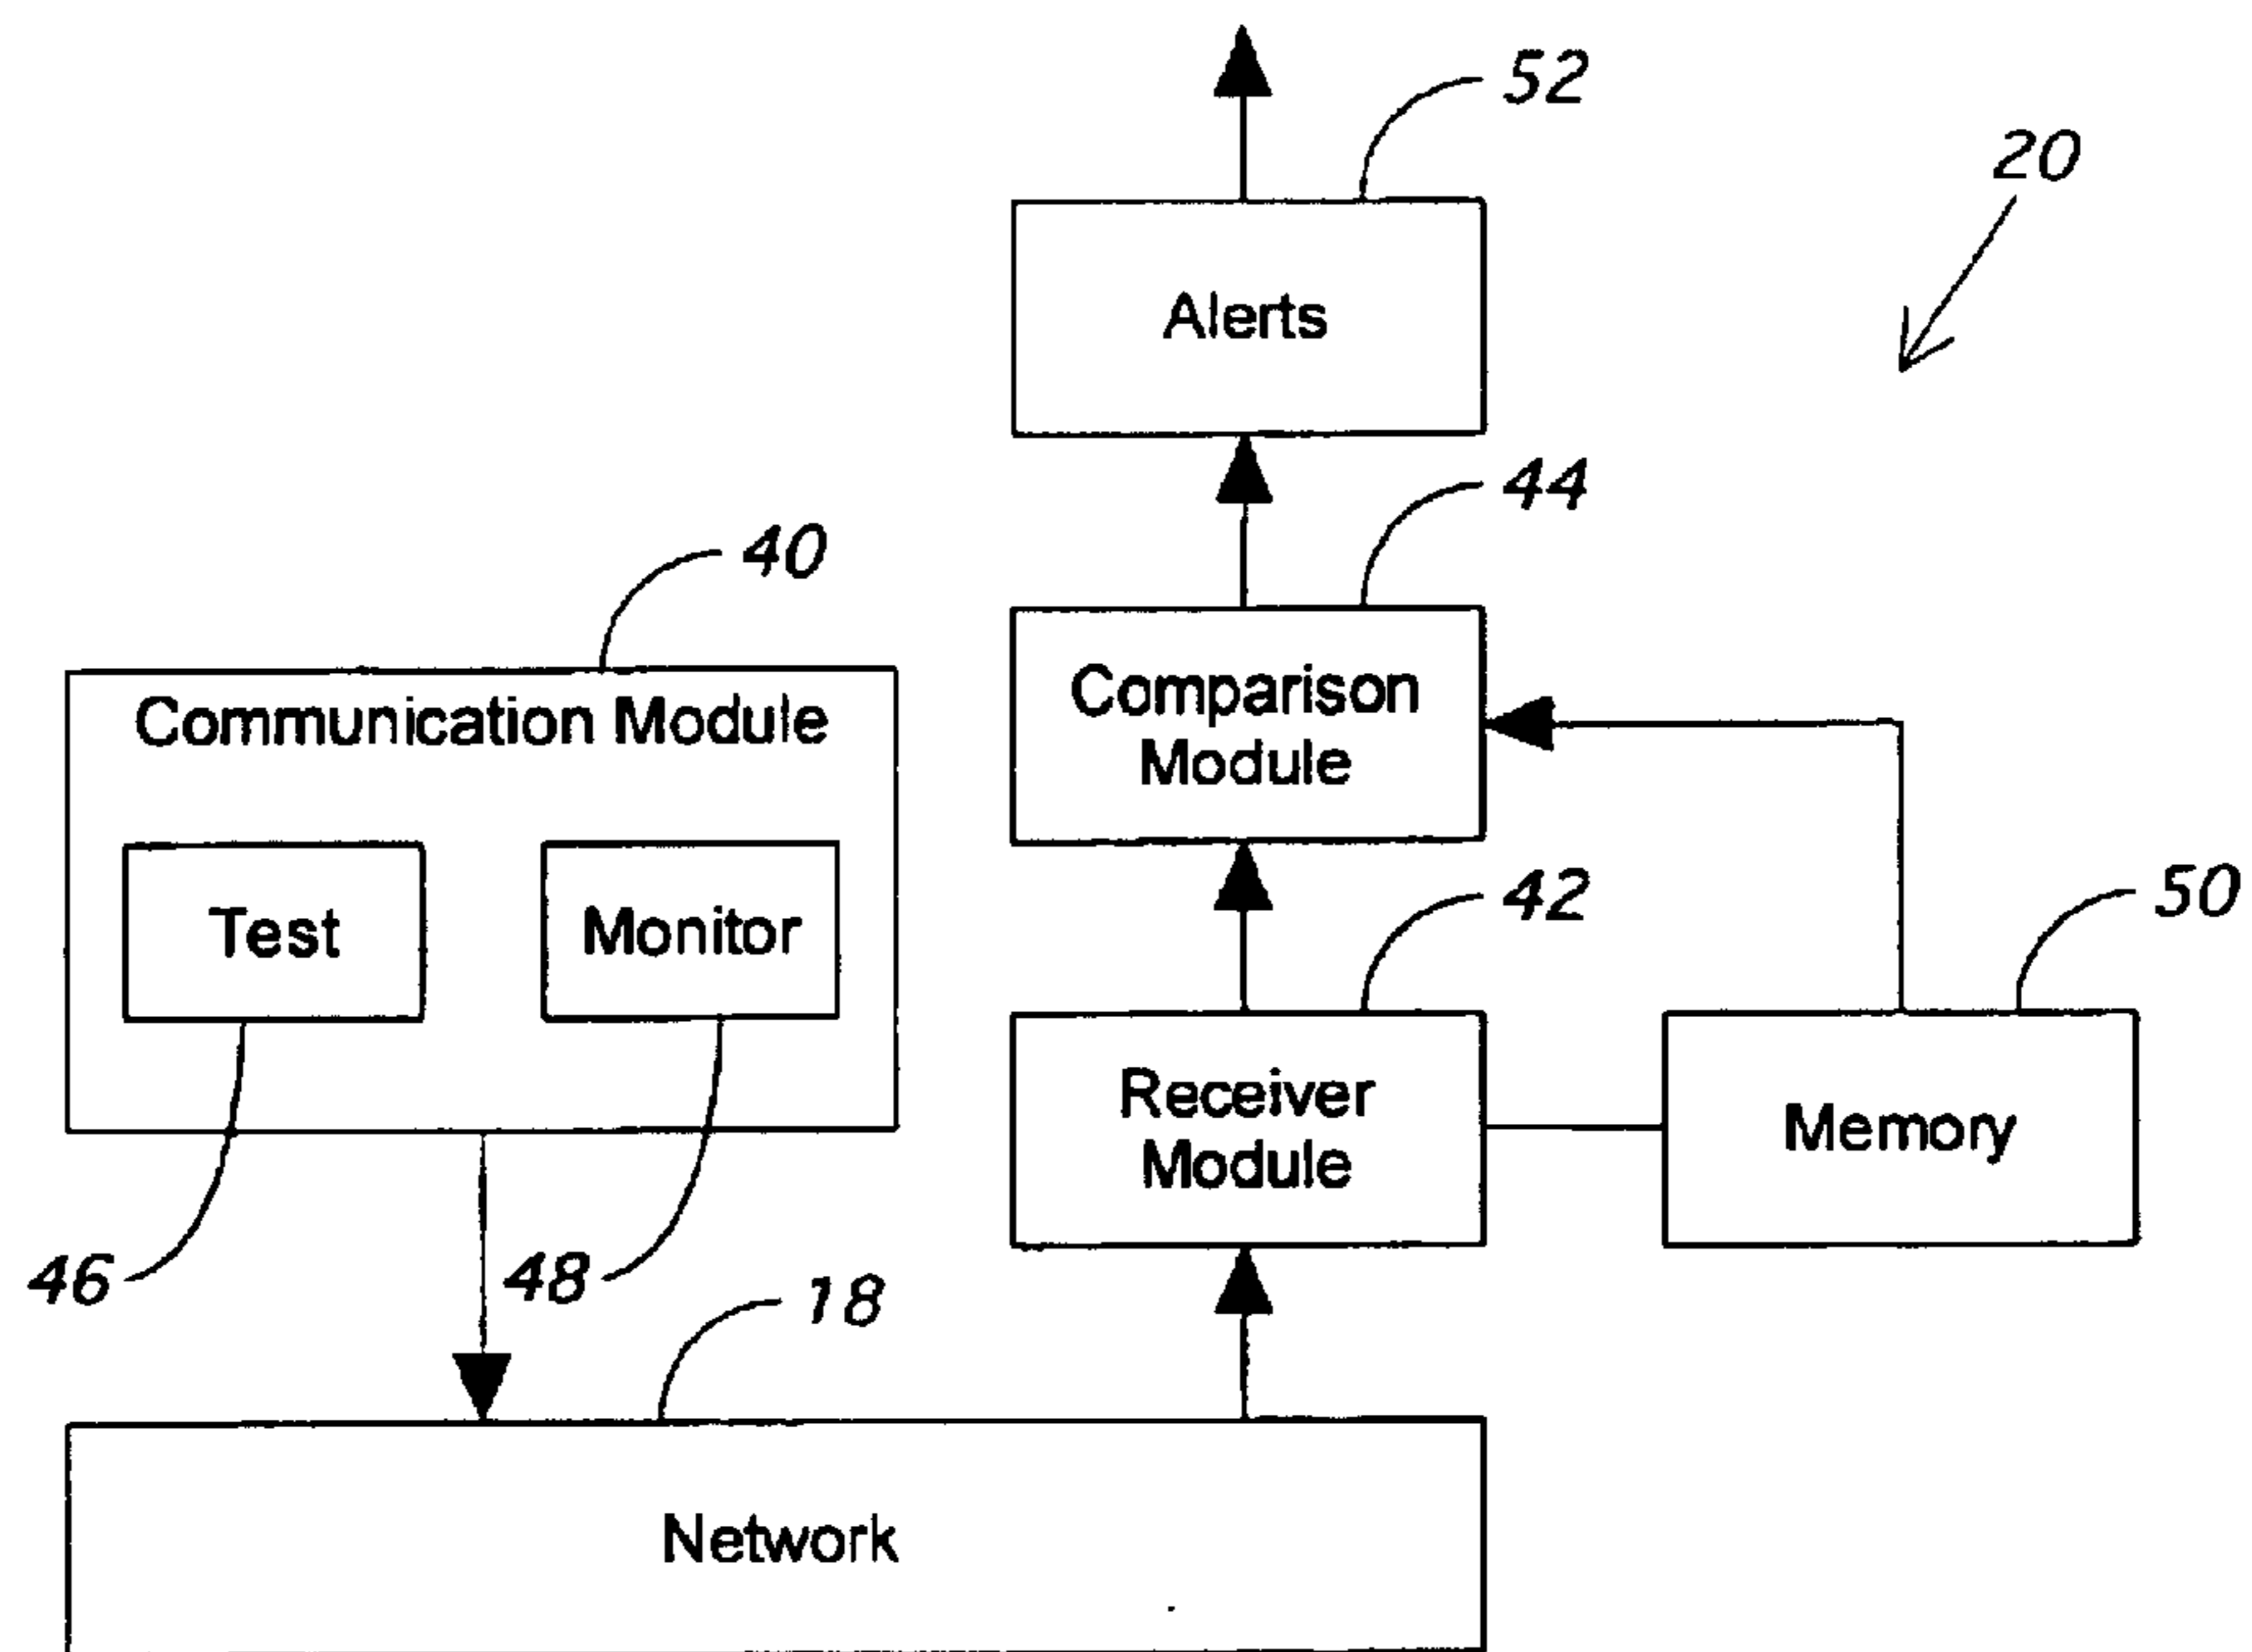 52
20
Alerts
44
40
Communication Module
Comparison
Module
Test
Monitor
42
50
Receiver
Module
Memory
46
48
18
Network